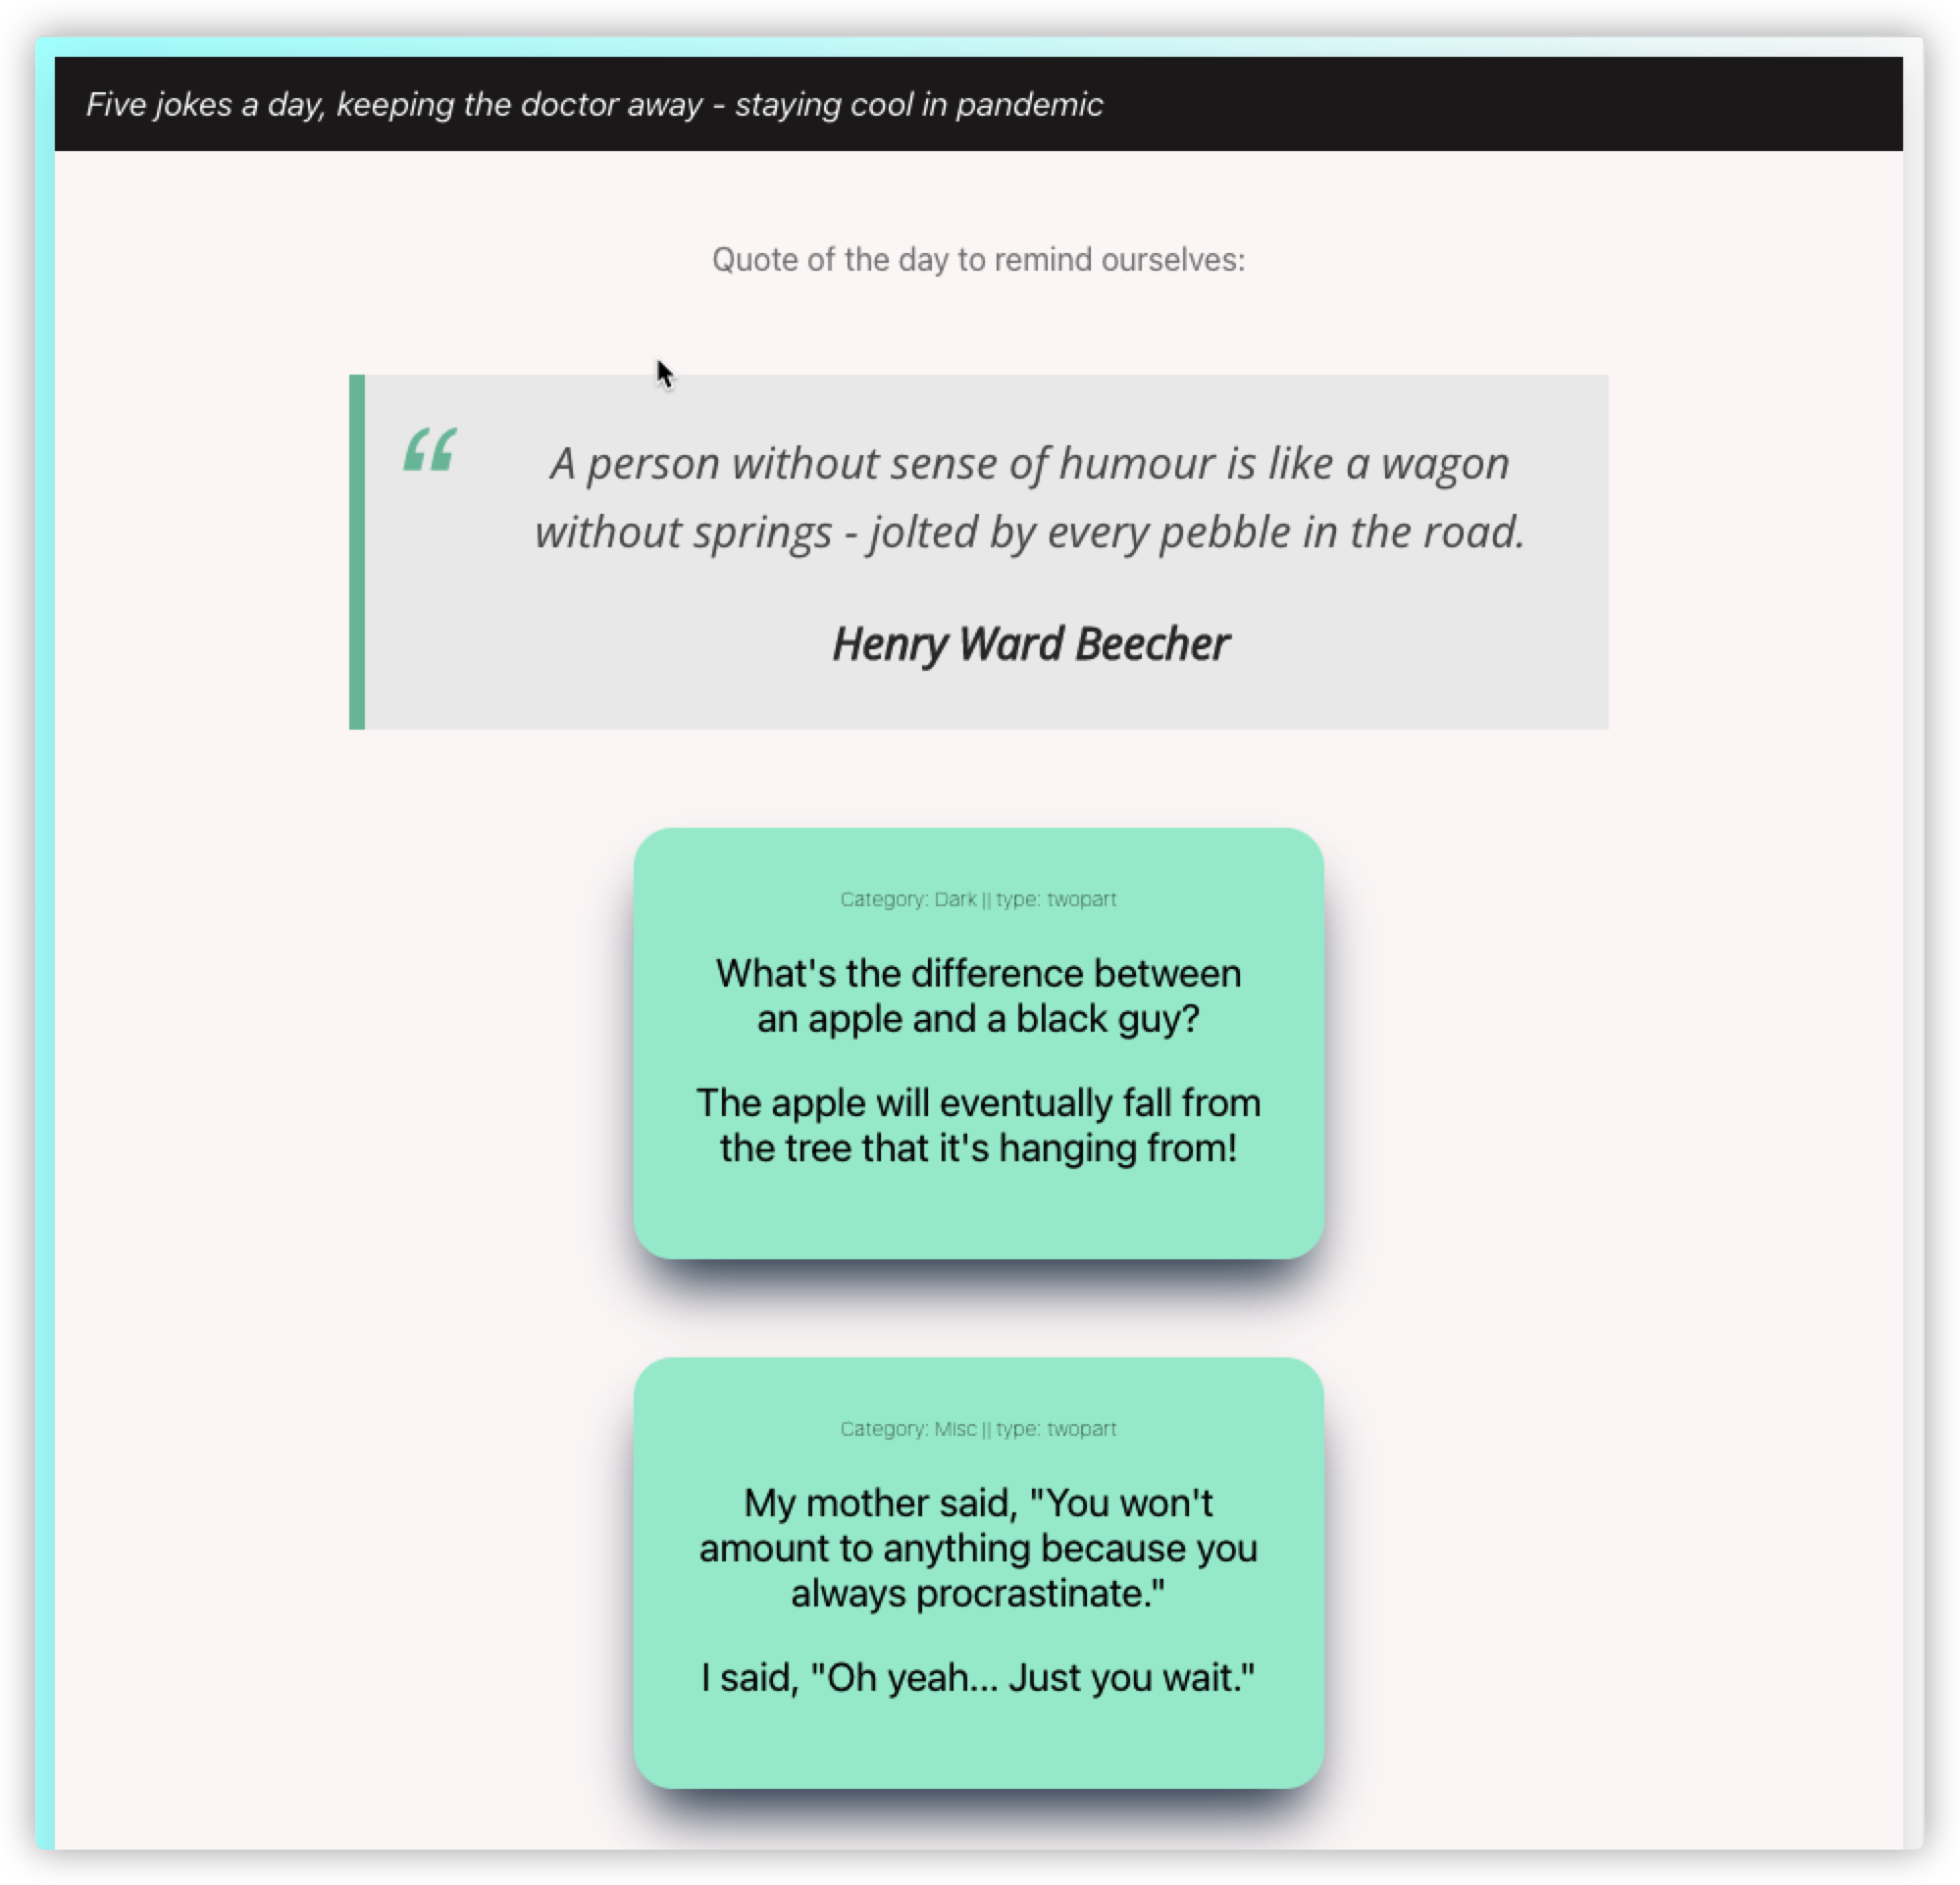 Five jokes a day, keeping the doctor away - staying cool in pandemic
Quote of the day to remind ourselves:
“
A person without sense of humour is like a wagon
without springs - jolted by every pebble in the road.
Henry Ward Beecher
Category: Dark || type: twopart
What's the difference between
an apple and a black guy?
The apple will eventually fall from
the tree that it's hanging from!
Category: Misc || type: twopart
My mother said, "You won't
amount to anything because you
always procrastinate."
I said, "Oh yeah... Just you wait."